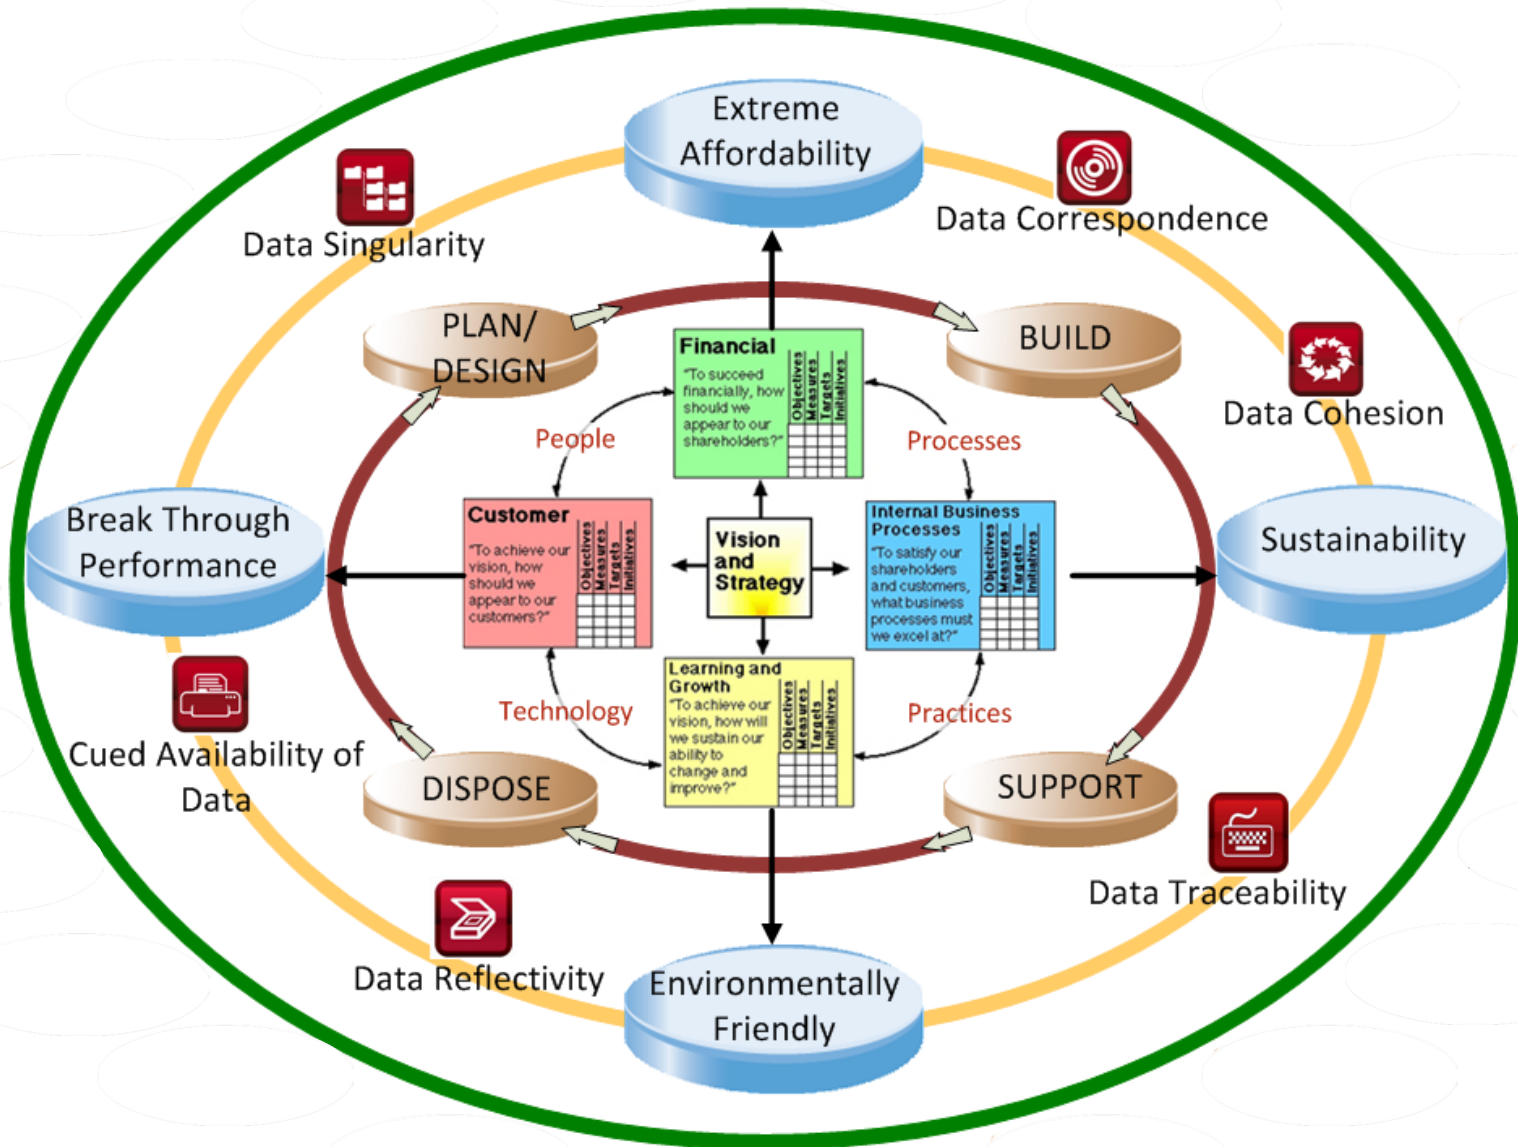 Extreme
Affordability
Data Singularity
Data Correspondence
PLAN/
DESIGN
BUILD
Financial
"To succeed
financially, how
should we
appear to our
shareholders?"
Objectives
Measures
Targets
Initiatives
People
Processes
Data Cohesion
Break Through
Performance
Customer
"To achieve our
vision, how
should we
appear to our
customers?"
Objectives
Measures
Targets
Initiatives
Vision
and
Strategy
Internal Business
Processes
"To satisfy our
shareholders
and customers,
what business
processes must
we excel at?"
Objectives
Measures
Targets
Initiatives
Sustainability
Technology
Learning and
Growth
"To achieve our
vision, how will
we sustain our
ability to
change and
improve?"
Objectives
Measures
Targets
Initiatives
Practices
Cued Availability of
Data
DISPOSE
SUPPORT
Data Traceability
Data Reflectivity
Environmentally
Friendly